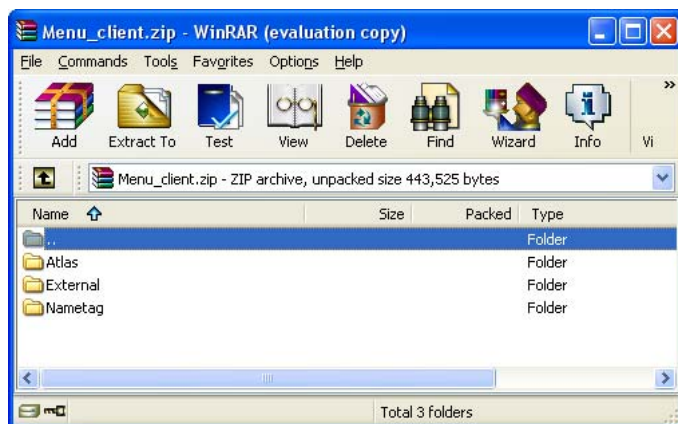 Menu_client.zip - WinRAR (evaluation copy)
File Commands Tools Favorites Options Help
Add Extract To Test View Delete Find Wizard Info Vi
»
Menu_client.zip - ZIP archive, unpacked size 443,525 bytes
Name Size Packed Type
.. Folder
Atlas Folder
External Folder
Nametag Folder
Total 3 folders